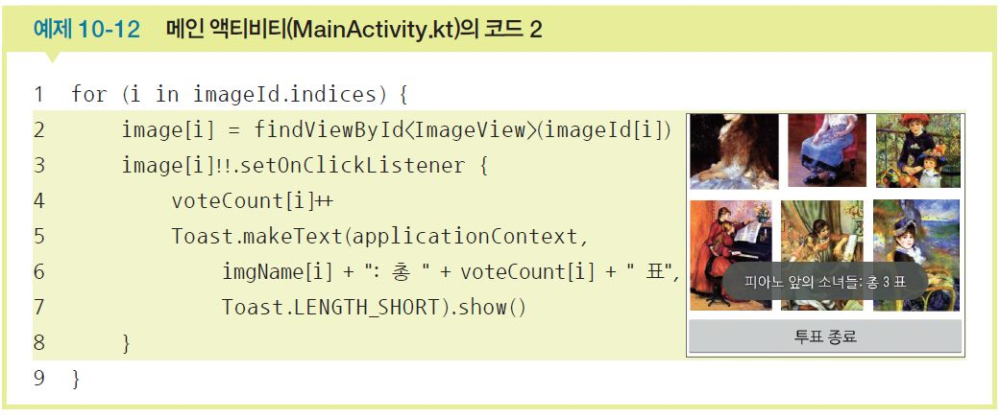 예제 10-12 메인 액티비티(MainActivity.kt)의 코드 2
1 for (i in imageId.indices) {
2 image[i] = findViewById<ImageView>(imageId[i])
3 image[i]!!.setOnClickListener {
4 voteCount[i]++
5 Toast.makeText(applicationContext,
6 imgName[i] + ": 총 " + voteCount[i] + " 표",
7 Toast.LENGTH_SHORT).show()
8 }
9 }
피아노 앞의 소녀들: 총 3 표
투표 종료